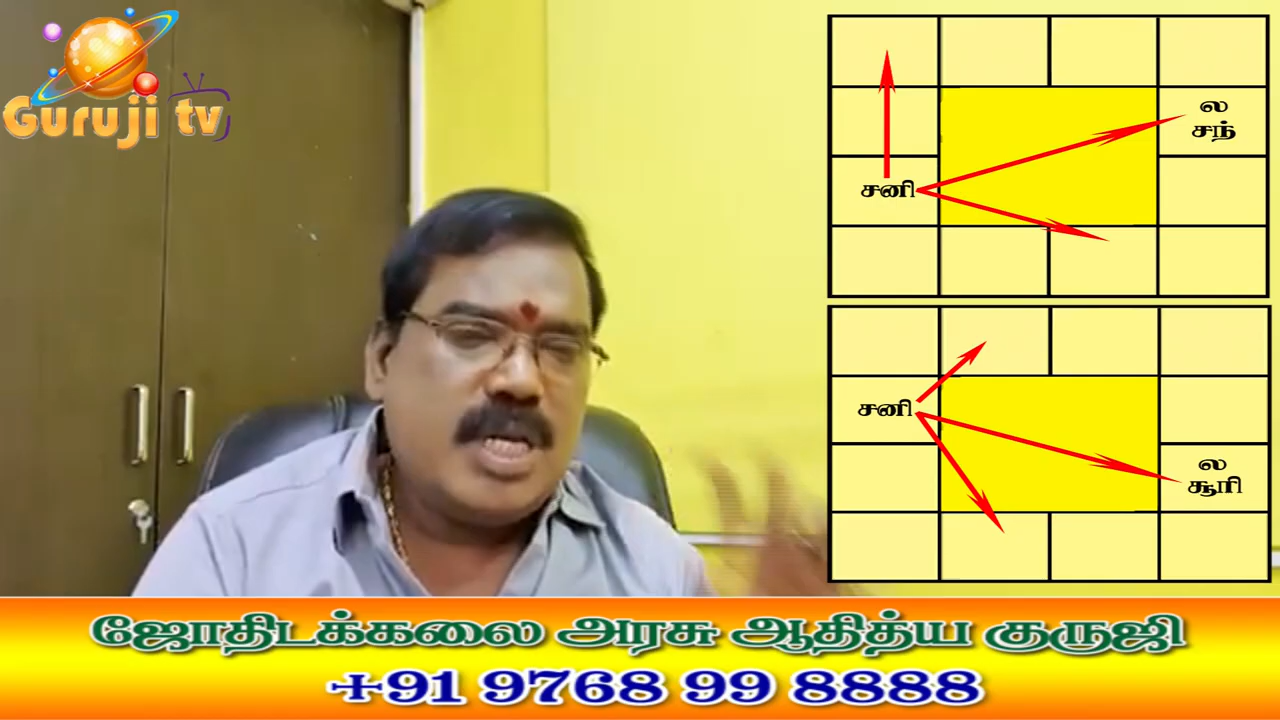 Guruji tv
ல
சந்
சனி
சனி
ல
சூரி
ஜோதிடக்கலை அரசு ஆதித்ய குருஜி
+91 9768 99 8888